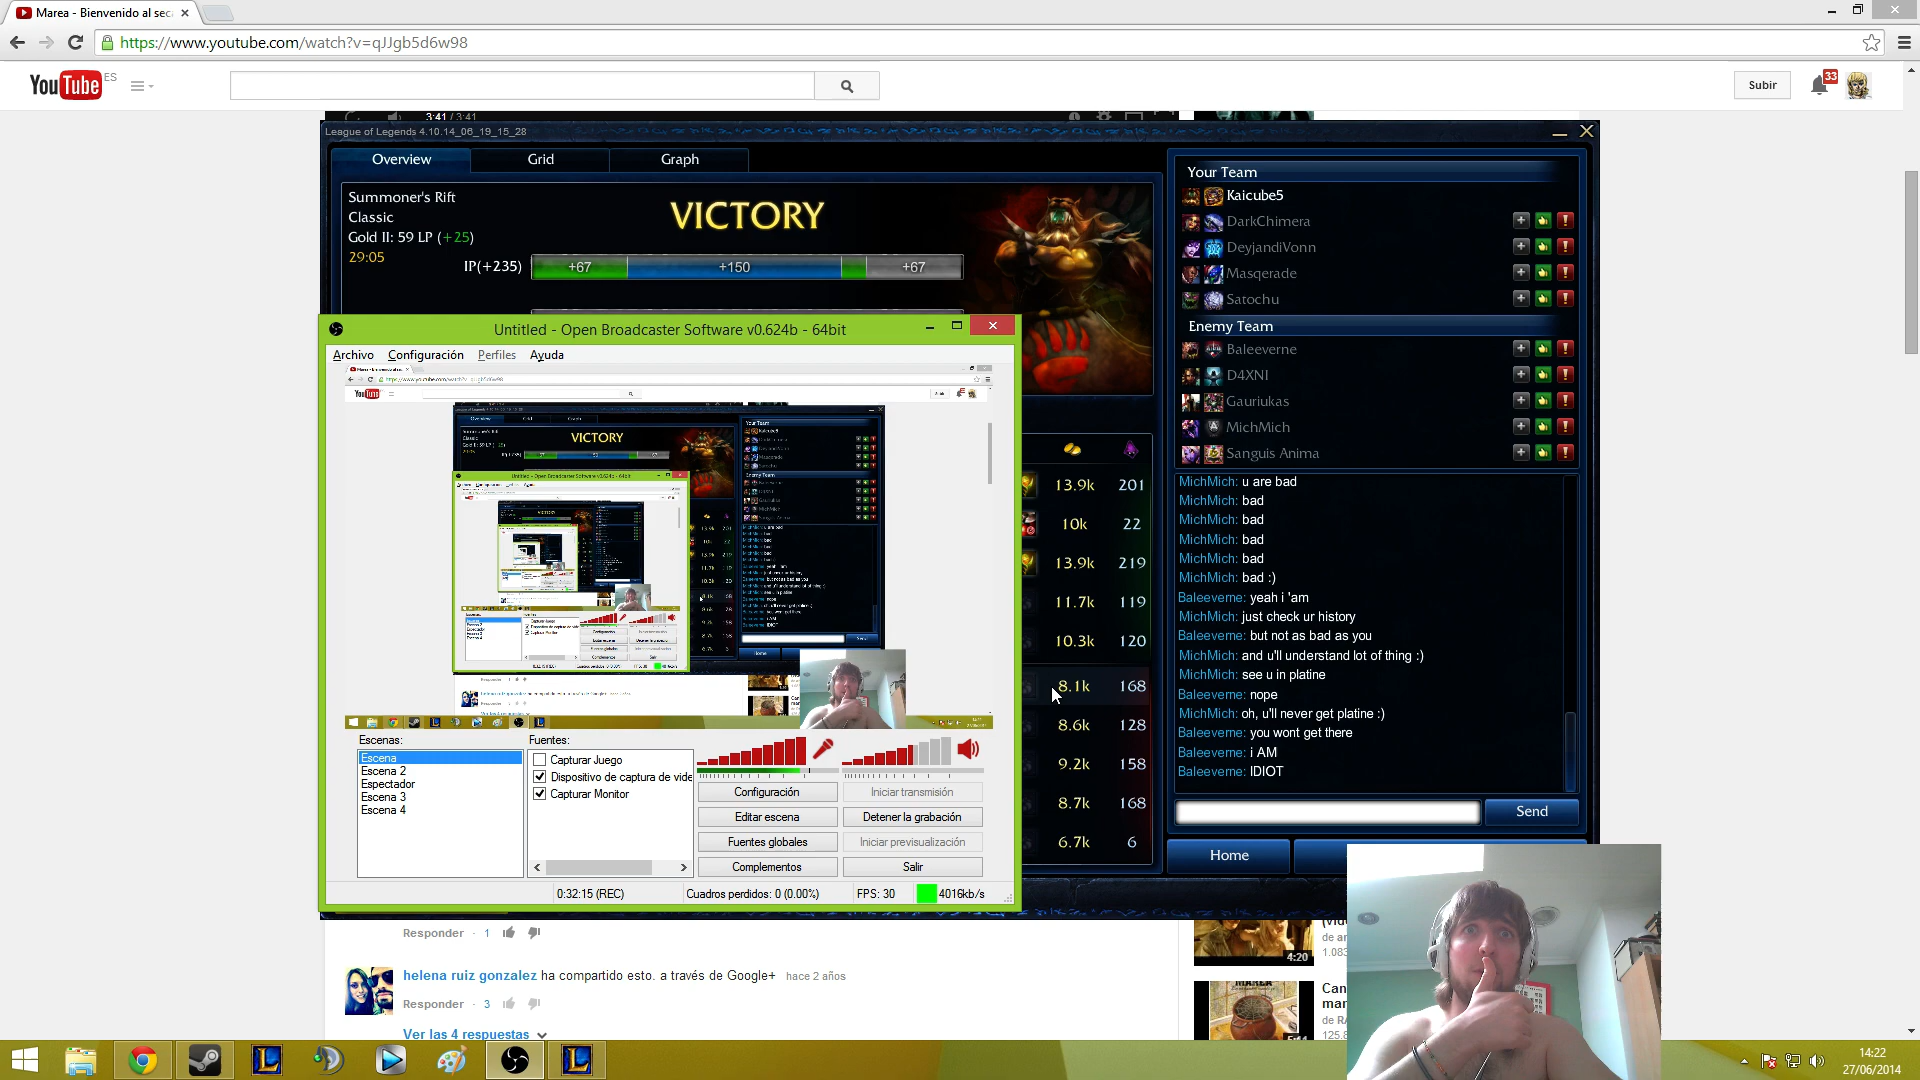 Marea - Bienvenido al sec
https://www.youtube.com/watch?v=qJJgb5d6w98
YouTube ES
Subir
33
3:41 / 3:41
League of Legends 4.10.14_06_19_15_28
Overview
Grid
Graph
Summoner's Rift
Classic
Gold II: 59 LP (+25)
29:05
VICTORY
IP(+235)
+67
+150
+67
Your Team
Kaicube5
DarkChimera
DeyjandiVonn
Masqerade
Satochu
Enemy Team
Baleeverne
D4XNI
Gauriukas
MichMich
Sanguis Anima
13.9k 201
10k 22
13.9k 219
11.7k 119
10.3k 120
8.1k 168
8.6k 128
9.2k 158
8.7k 168
6.7k 6
MichMich: u are bad
MichMich: bad
MichMich: bad
MichMich: bad
MichMich: bad
MichMich: bad :)
Baleeverne: yeah i 'am
MichMich: just check ur history
Baleeverne: but not as bad as you
MichMich: and u'll understand lot of thing :)
MichMich: see u in platine
Baleeverne: nope
MichMich: oh, u'll never get platine :)
Baleeverne: you wont get there
Baleeverne: i AM
Baleeverne: IDIOT
Send
Home
Untitled - Open Broadcaster Software v0.624b - 64bit
Archivo Configuración Perfiles Ayuda
VICTORY
Escenas:
Escena
Escena 2
Espectador
Escena 3
Escena 4
Fuentes:
Capturar Juego
Dispositivo de captura de vide
Capturar Monitor
Configuración
Iniciar transmisión
Editar escena
Detener la grabación
Fuentes globales
Iniciar previsualización
Complementos
Salir
0:32:15 (REC)
Cuadros perdidos: 0 (0.00%)
FPS: 30
4016kb/s
Responder · 1
helena ruiz gonzalez ha compartido esto. a través de Google+ hace 2 años
Responder · 3
Ver las 4 respuestas
4:20
MAREA
Can
mar
14:22
27/06/2014